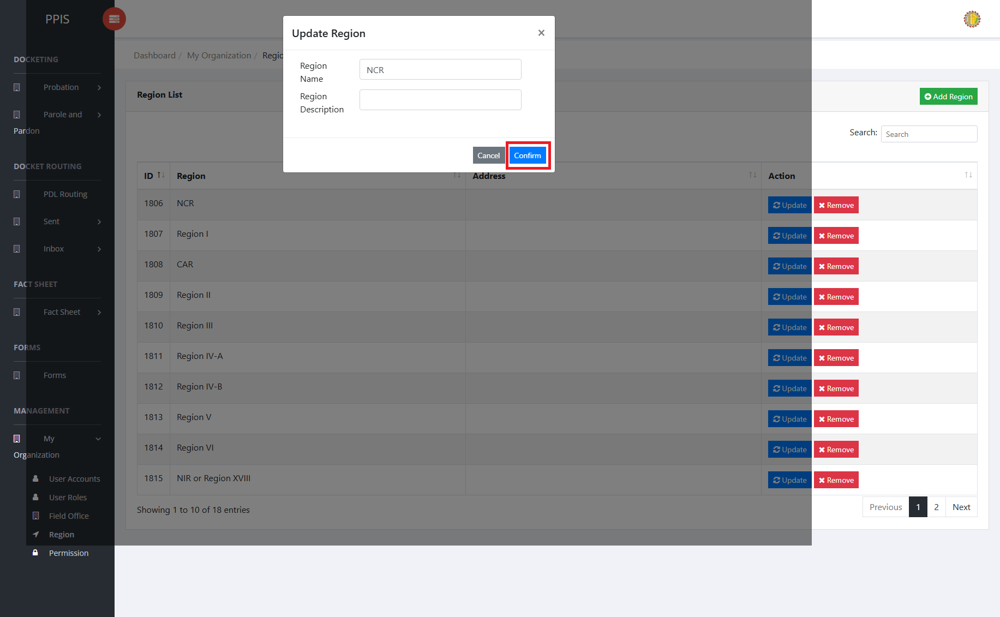 PPIS
DOCKETING
Probation
Parole and
Pardon
DOCKET ROUTING
PDL Routing
Sent
Inbox
FACT SHEET
Fact Sheet
FORMS
Forms
MANAGEMENT
My
Organization
User Accounts
User Roles
Field Office
Region
Permission
Dashboard / My Organization / Regio
Update Region ×
Region
Name
NCR
Region
Description
Cancel Confirm
Region List
Add Region
Search: Search
ID Region Address Action
1806 NCR Update Remove
1807 Region I Update Remove
1808 CAR Update Remove
1809 Region II Update Remove
1810 Region III Update Remove
1811 Region IV-A Update Remove
1812 Region IV-B Update Remove
1813 Region V Update Remove
1814 Region VI Update Remove
1815 NIR or Region XVIII Update Remove
Showing 1 to 10 of 18 entries
Previous 1 2 Next